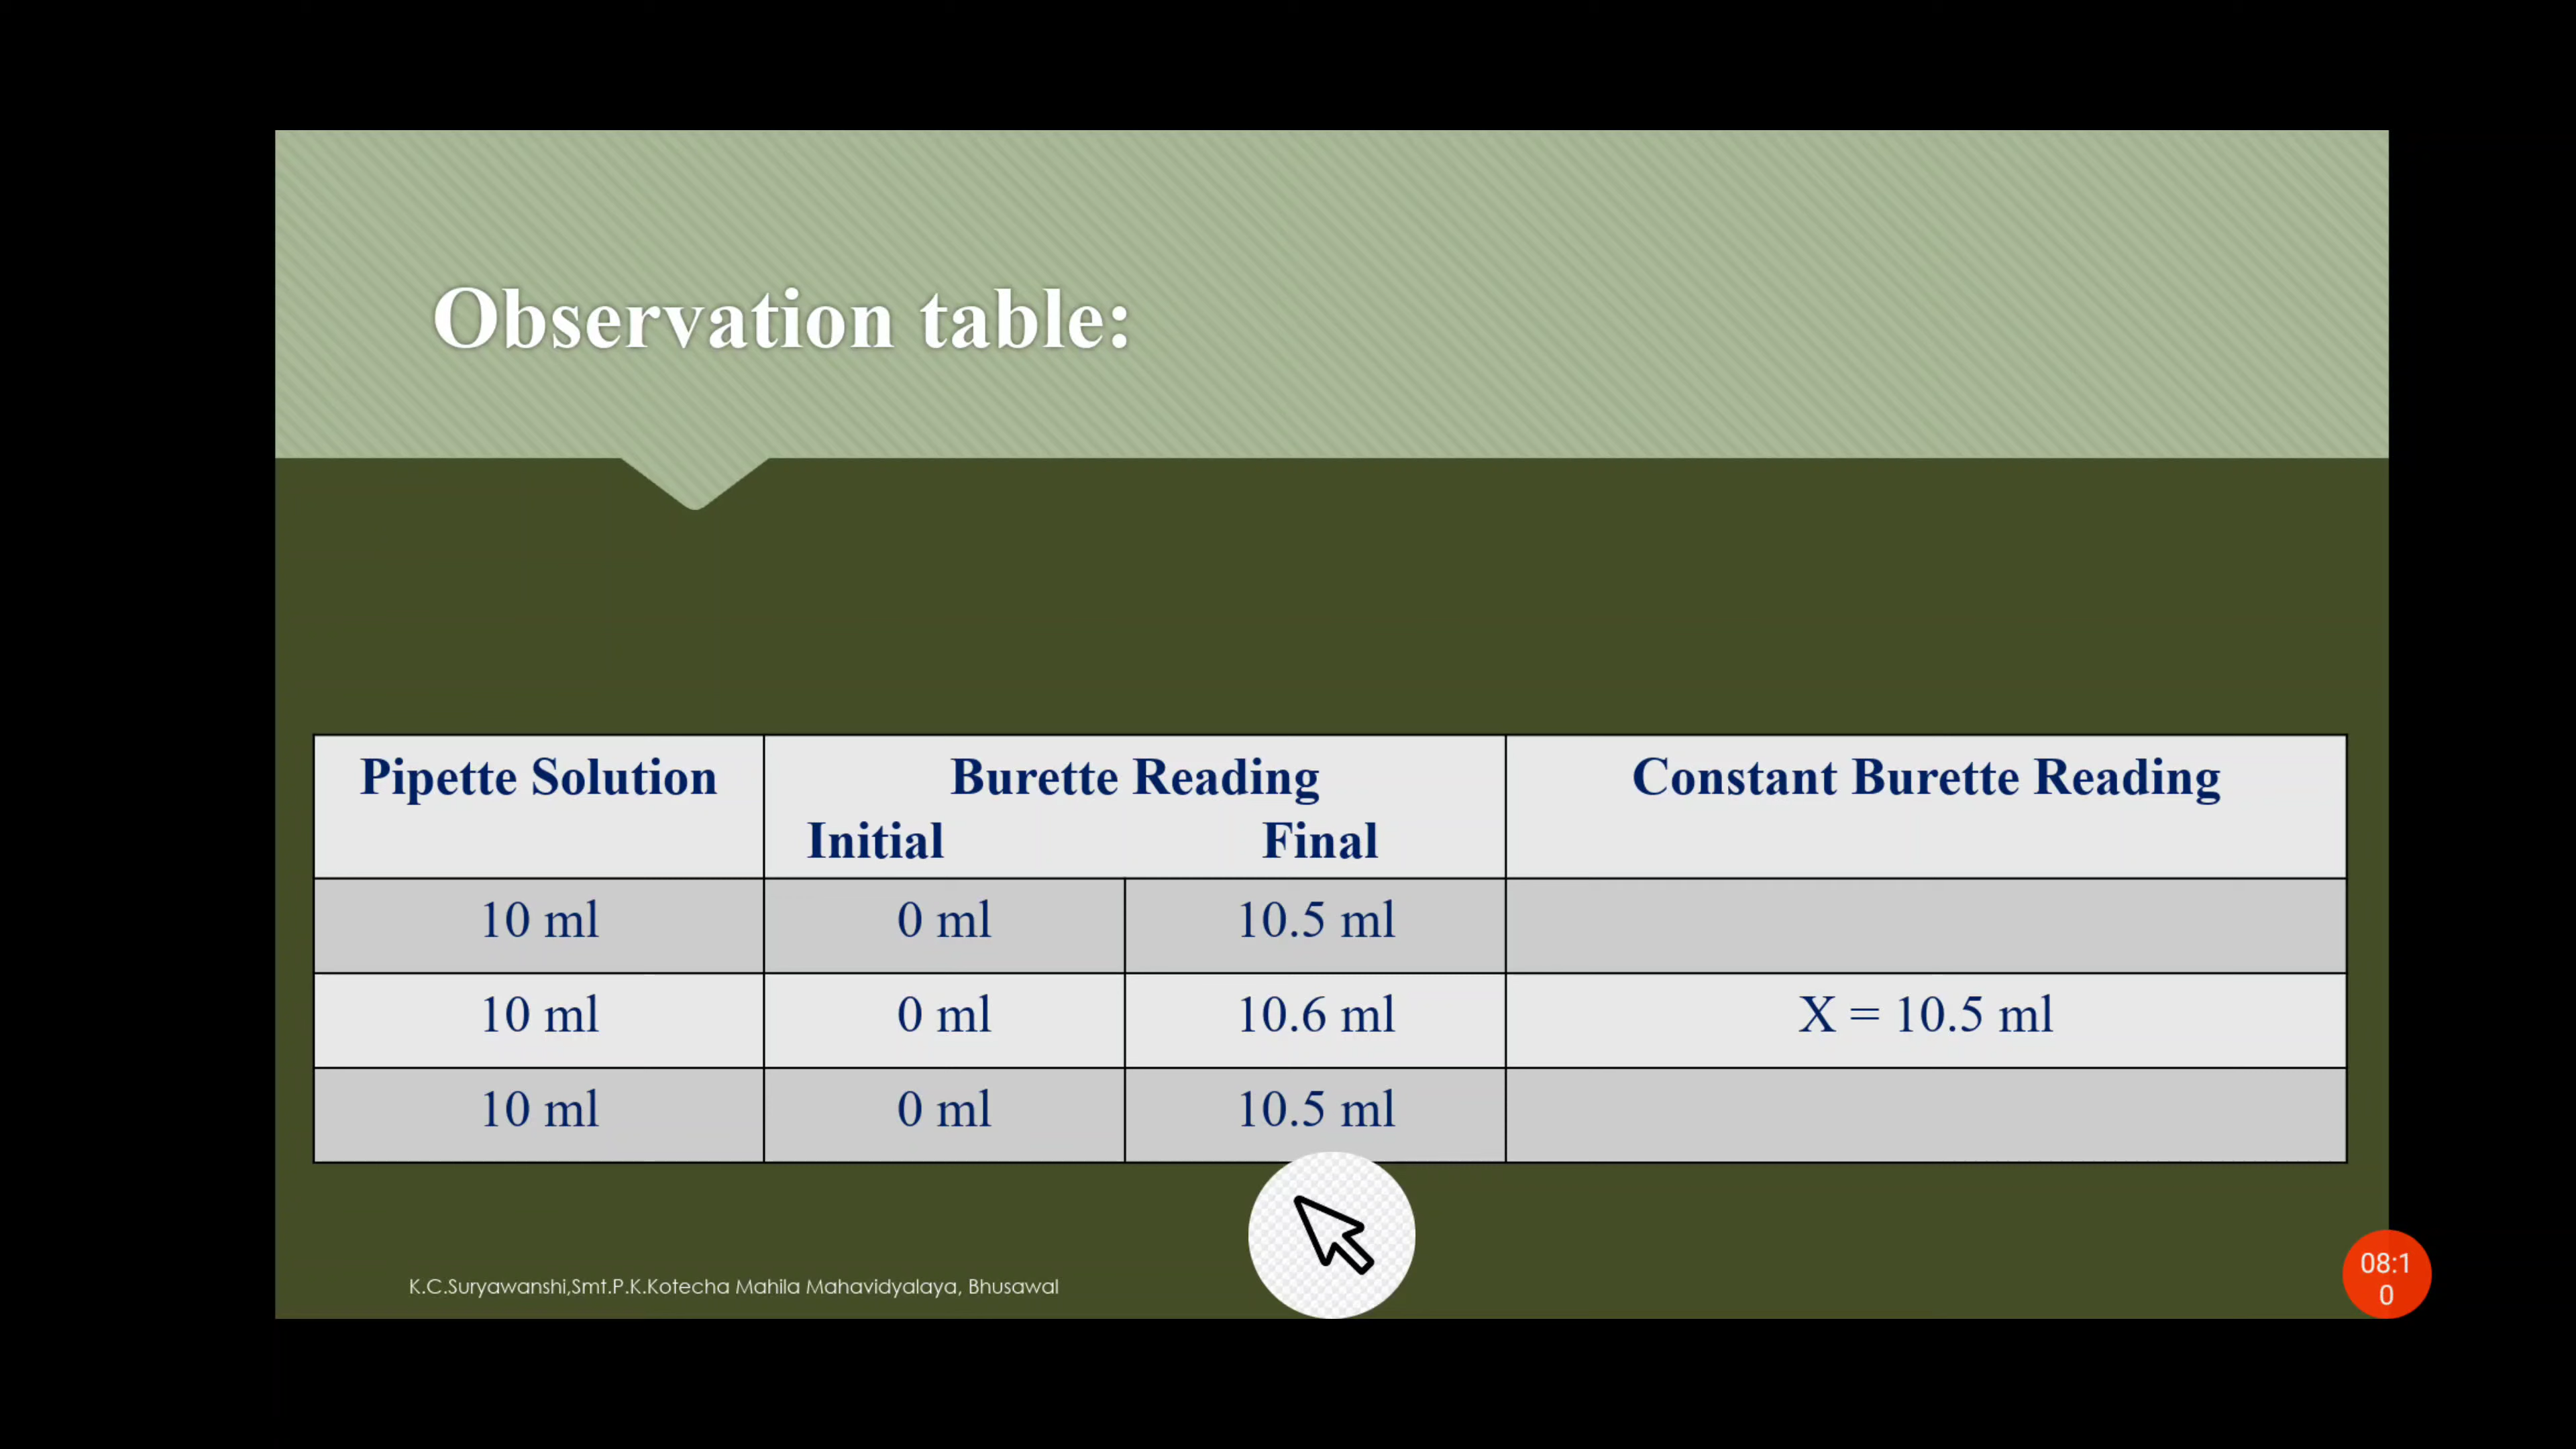 Observation table:
Pipette Solution Burette Reading Constant Burette Reading
Initial Final
10 ml 0 ml 10.5 ml
10 ml 0 ml 10.6 ml X = 10.5 ml
10 ml 0 ml 10.5 ml
K.C.Suryawanshi,Smt.P.K.Kotecha Mahila Mahavidyalaya, Bhusawal
08:1
0